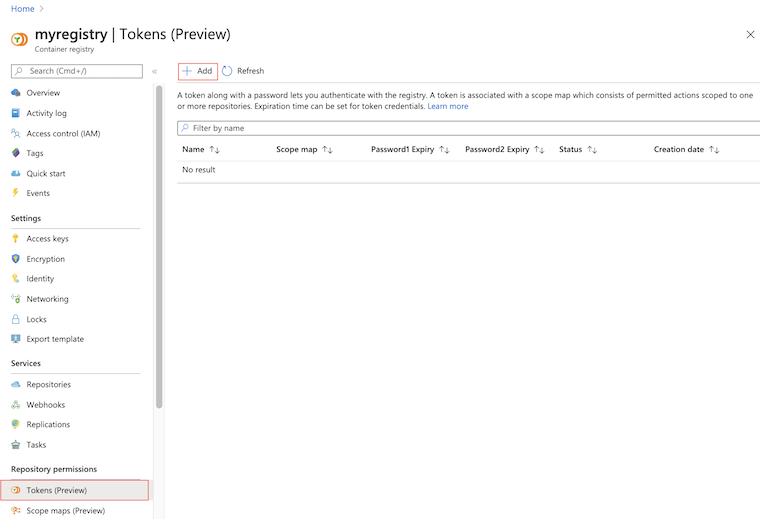 Home
myregistry | Tokens (Preview)
Container registry
Search (Cmd+/)
Overview
Activity log
Access control (IAM)
Tags
Quick start
Events
Settings
Access keys
Encryption
Identity
Networking
Locks
Export template
Services
Repositories
Webhooks
Replications
Tasks
Repository permissions
Tokens (Preview)
Scope maps (Preview)
Add Refresh
A token along with a password lets you authenticate with the registry. A token is associated with a scope map which consists of permitted actions scoped to one
or more repositories. Expiration time can be set for token credentials. Learn more
Filter by name
Name Scope map Password1 Expiry Password2 Expiry Status Creation date
No result